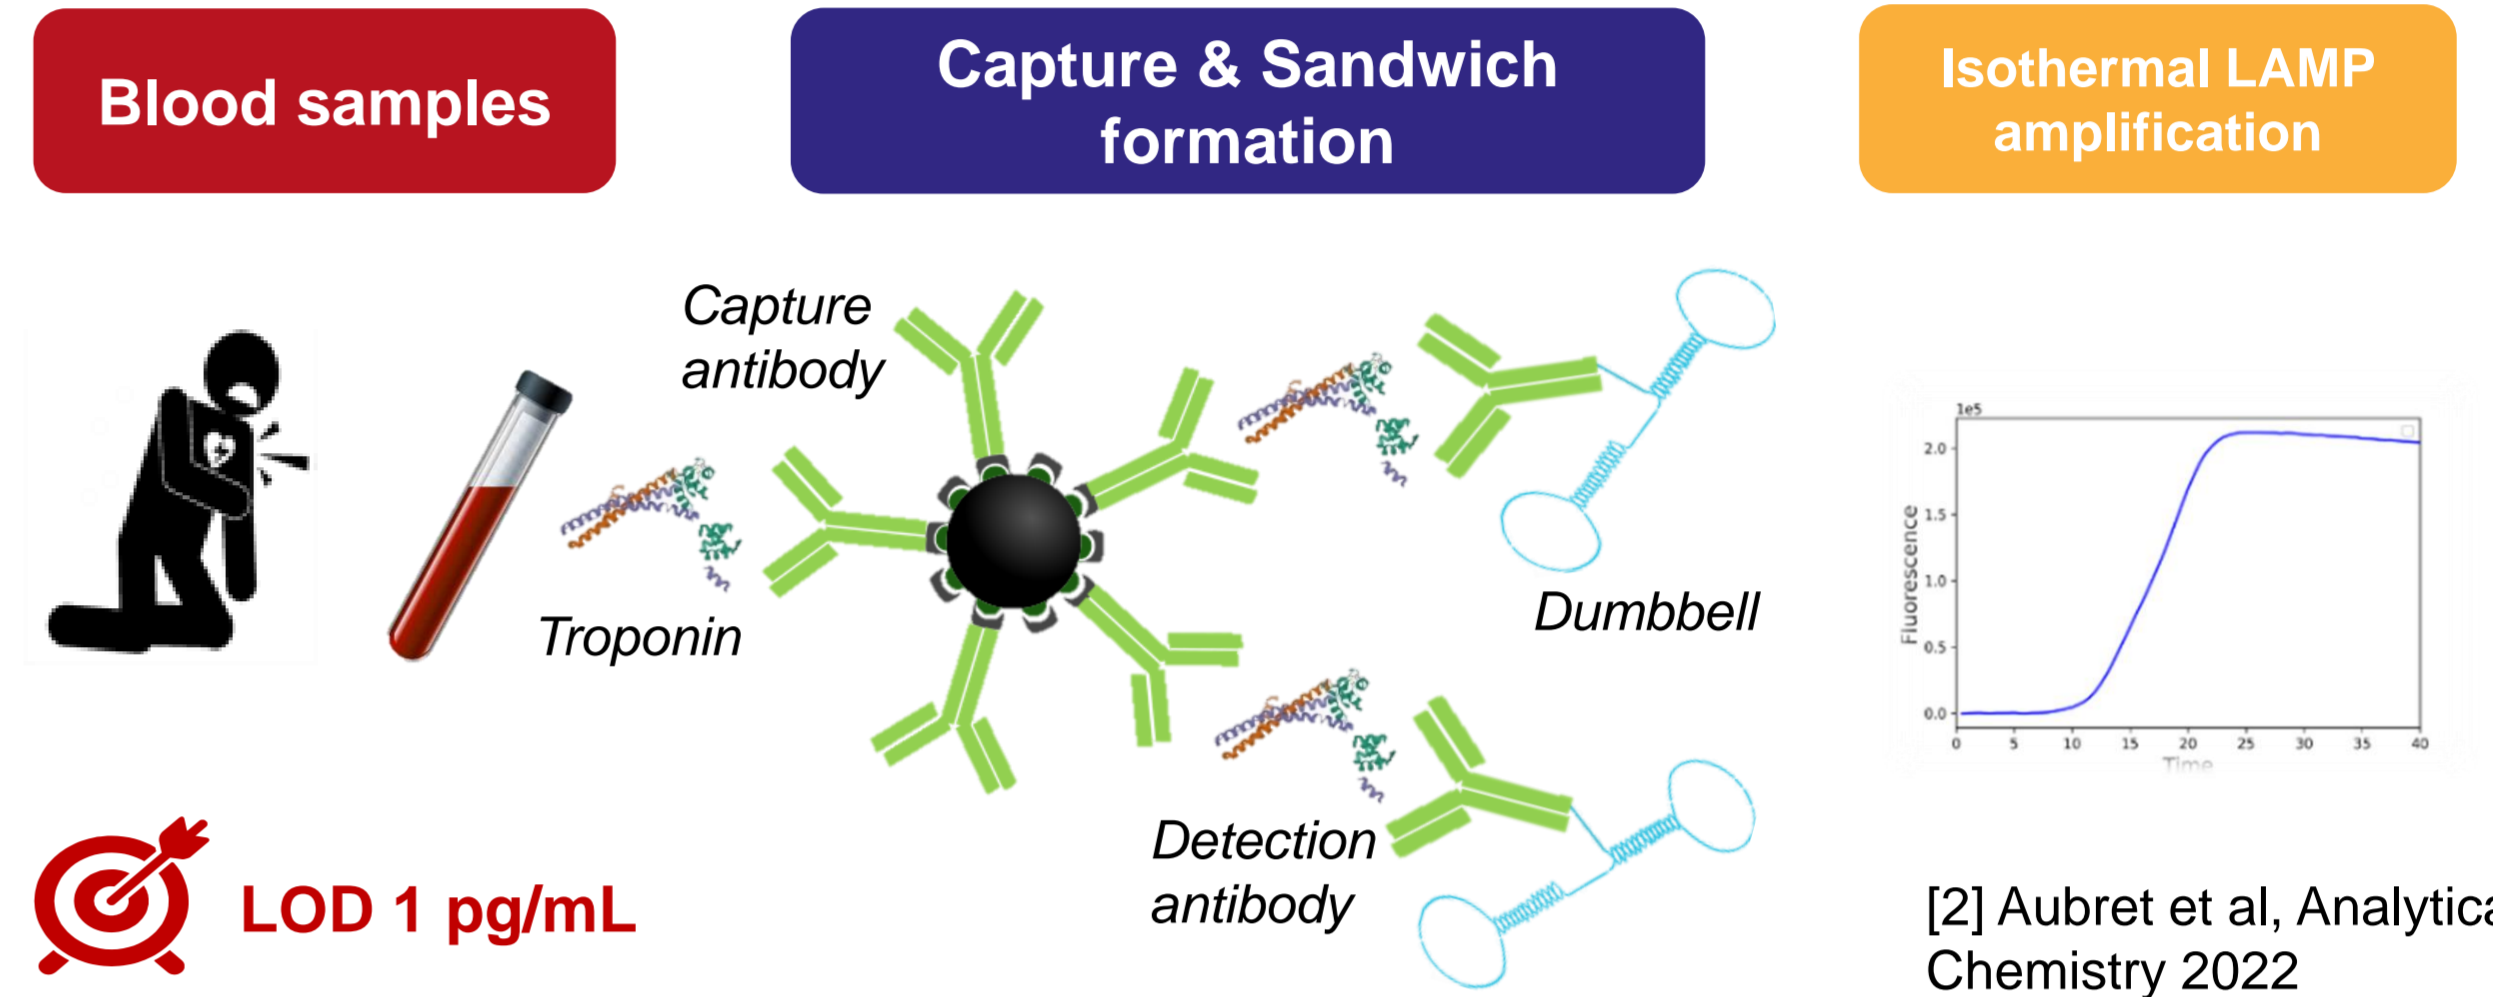 Blood samples
Capture & Sandwich
formation
Isothermal LAMP
amplification
Capture
antibody
Troponin
Dumbbell
Detection
antibody
LOD 1 pg/mL
1e5
2.0
1.5
1.0
0.5
0.0
Fluorescence
0 5 10 15 20 25 30 35 40
Time
[2] Aubret et al, Analytica
Chemistry 2022